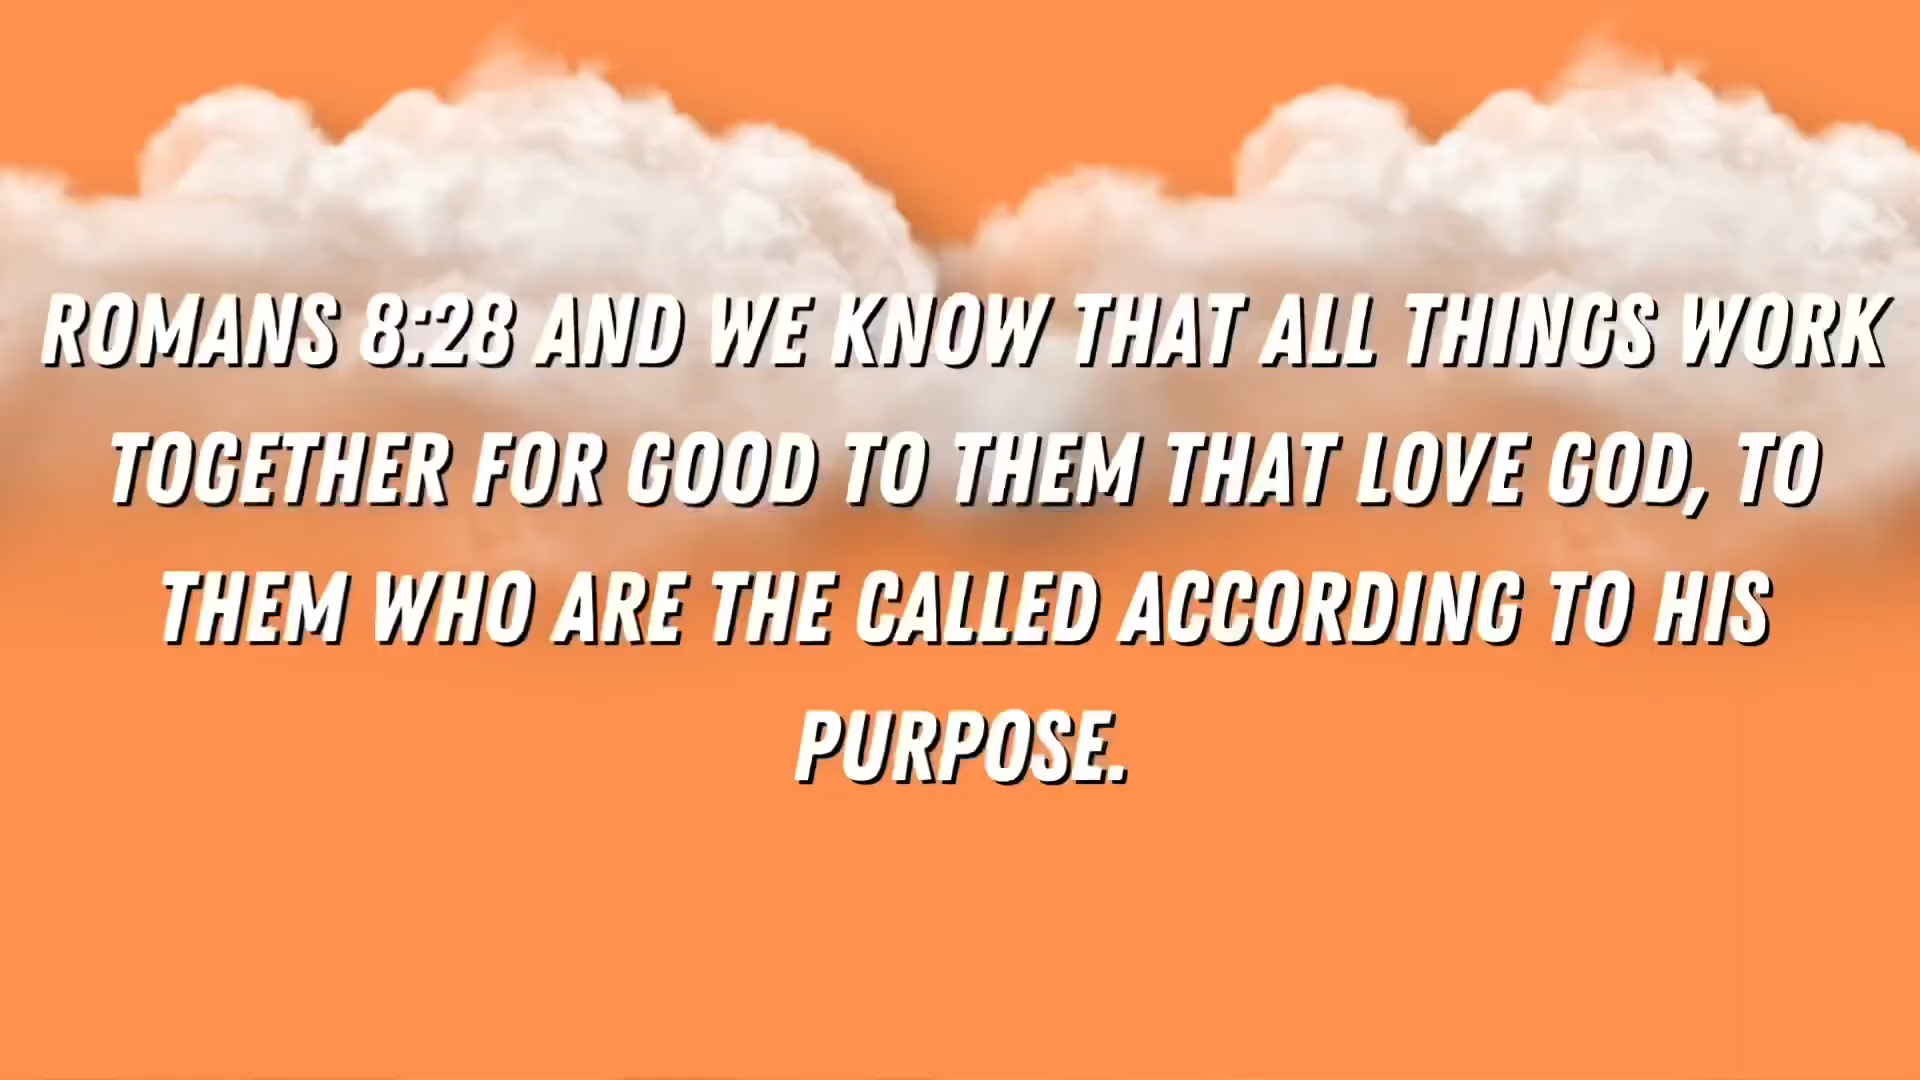 ROMANS 8:28 AND WE KNOW THAT ALL THINGS WORK
TOGETHER FOR GOOD TO THEM THAT LOVE GOD, TO
THEM WHO ARE THE CALLED ACCORDING TO HIS
PURPOSE.